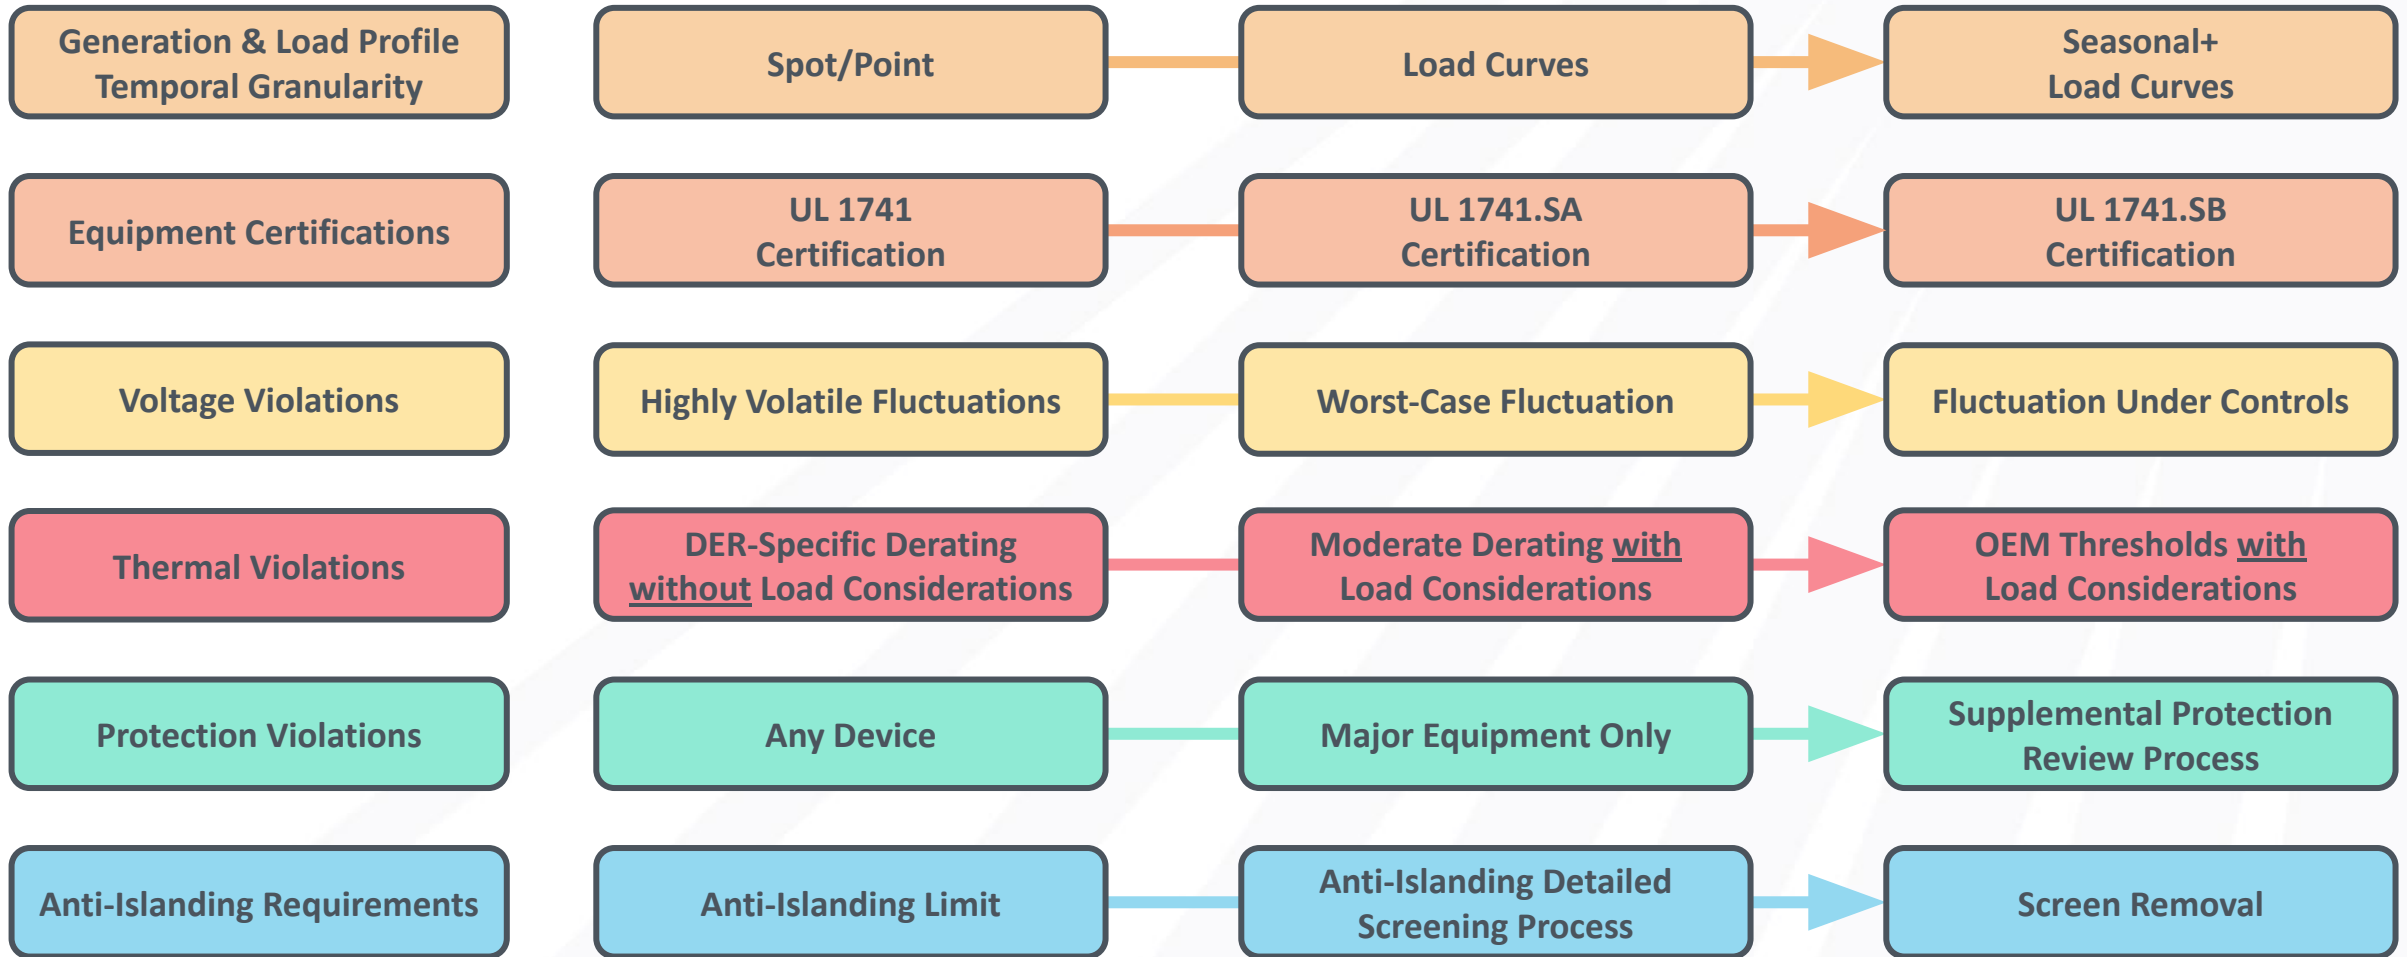 Generation & Load Profile
Temporal Granularity
Spot/Point
Load Curves
Seasonal+
Load Curves
Equipment Certifications
UL 1741
Certification
UL 1741.SA
Certification
UL 1741.SB
Certification
Voltage Violations
Highly Volatile Fluctuations
Worst-Case Fluctuation
Fluctuation Under Controls
Thermal Violations
DER-Specific Derating
without Load Considerations
Moderate Derating with
Load Considerations
OEM Thresholds with
Load Considerations
Protection Violations
Any Device
Major Equipment Only
Supplemental Protection
Review Process
Anti-Islanding Requirements
Anti-Islanding Limit
Anti-Islanding Detailed
Screening Process
Screen Removal